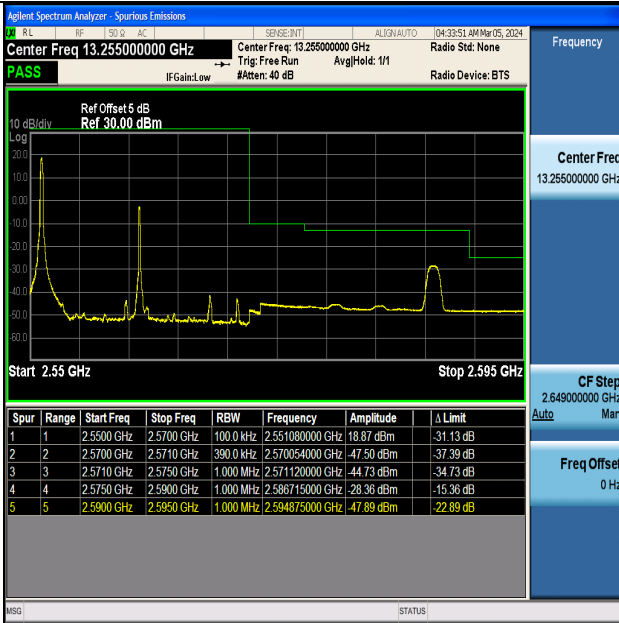 Agilent Spectrum Analyzer - Spurious Emissions
LXI RL RF 50 Ω AC SENSE:INT ALIGN AUTO 04:33:51 AM Mar 05, 2024
Center Freq 13.255000000 GHz
Center Freq: 13.255000000 GHz
Radio Std: None
Trig: Free Run Avg|Hold: 1/1
PASS
IFGain:Low
#Atten: 40 dB
Radio Device: BTS
Ref Offset 5 dB
10 dB/div Ref 30.00 dBm
Log
20.0
10.0
0.00
-10.0
-20.0
-30.0
-40.0
-50.0
-60.0
Start 2.55 GHz Stop 2.595 GHz
Spur Range Start Freq Stop Freq RBW Frequency Amplitude Δ Limit
1 1 2.5500 GHz 2.5700 GHz 100.0 kHz 2.551080000 GHz 18.87 dBm -31.13 dB
2 2 2.5700 GHz 2.5710 GHz 390.0 kHz 2.570054000 GHz -47.50 dBm -37.39 dB
3 3 2.5710 GHz 2.5750 GHz 1.000 MHz 2.571120000 GHz -44.73 dBm -34.73 dB
4 4 2.5750 GHz 2.5900 GHz 1.000 MHz 2.586715000 GHz -28.36 dBm -15.36 dB
5 5 2.5900 GHz 2.5950 GHz 1.000 MHz 2.594875000 GHz -47.89 dBm -22.89 dB
MSG STATUS
Frequency
Center Freq
13.255000000 GHz
CF Step
2.649000000 GHz
Auto Man
Freq Offset
0 Hz